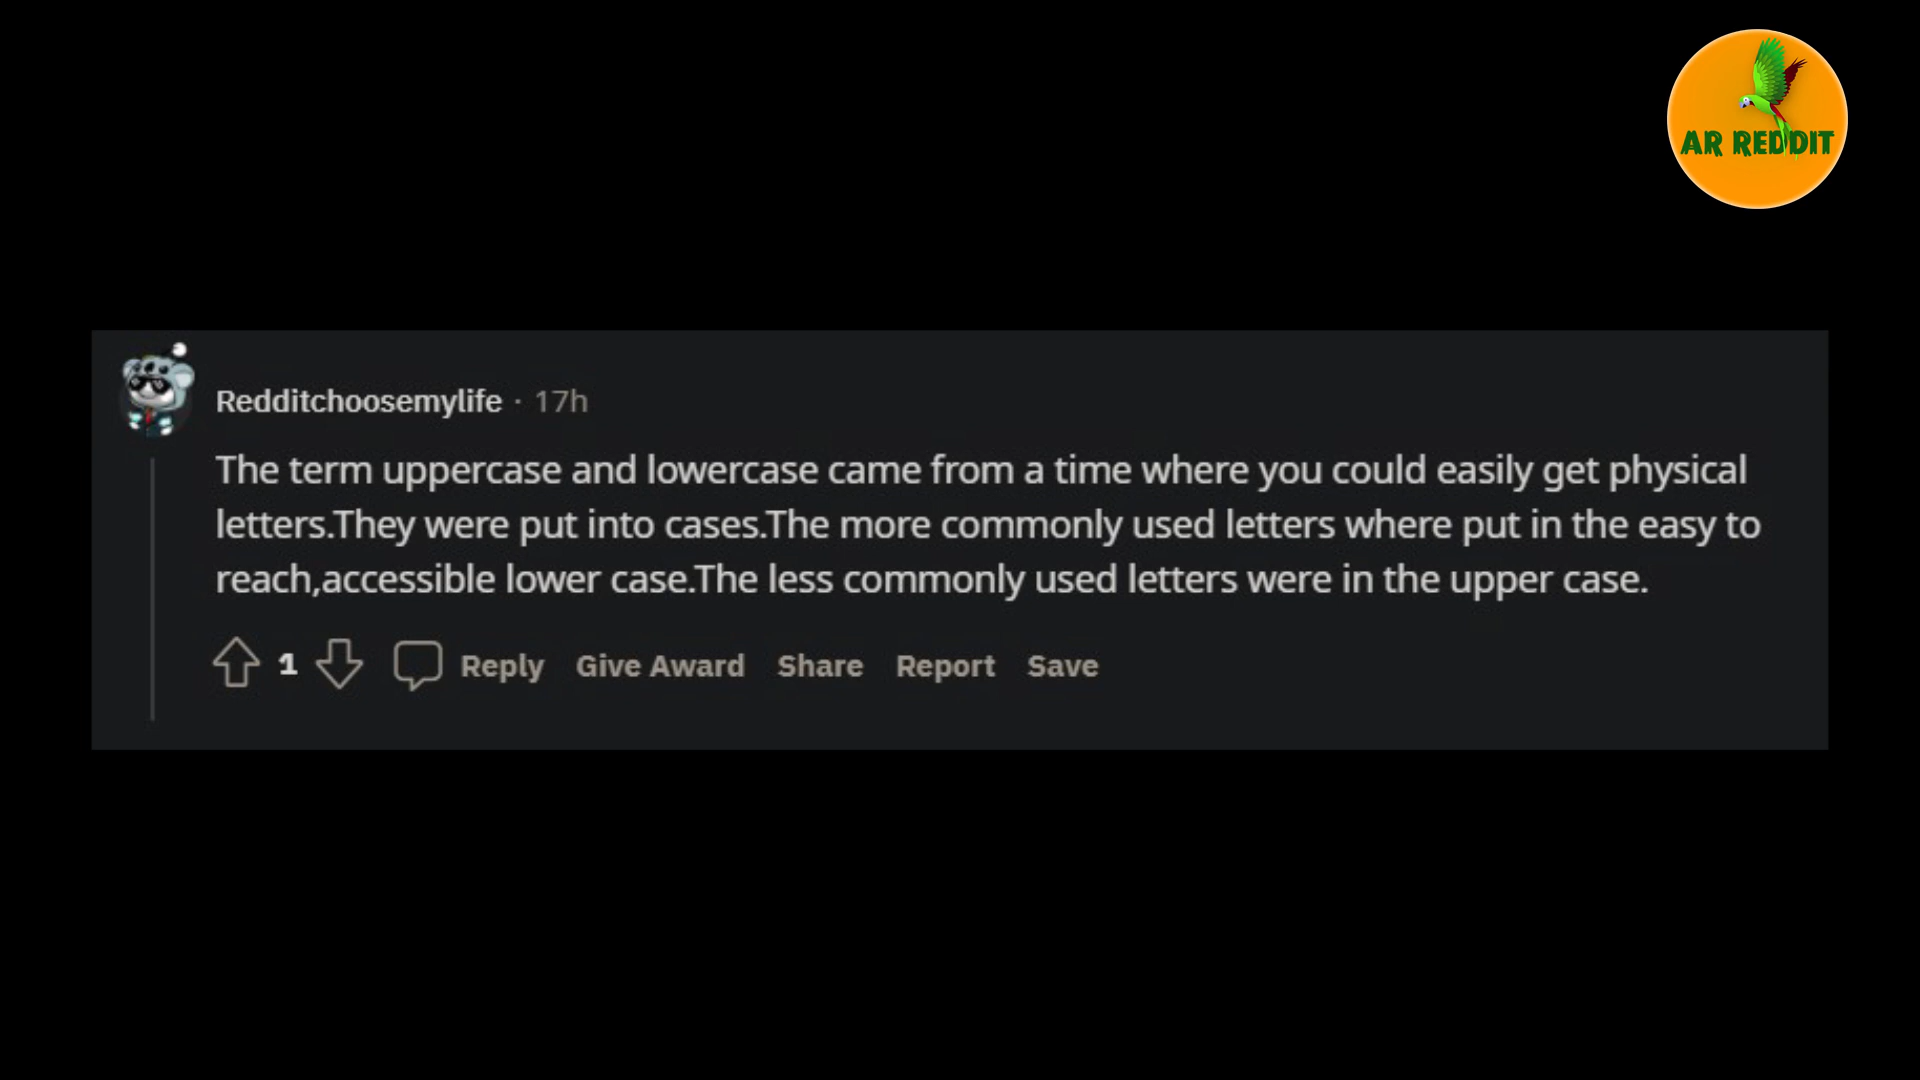 AR REDDIT
Redditchoosemylife · 17h
The term uppercase and lowercase came from a time where you could easily get physical
letters.They were put into cases.The more commonly used letters where put in the easy to
reach,accessible lower case.The less commonly used letters were in the upper case.
1 Reply Give Award Share Report Save